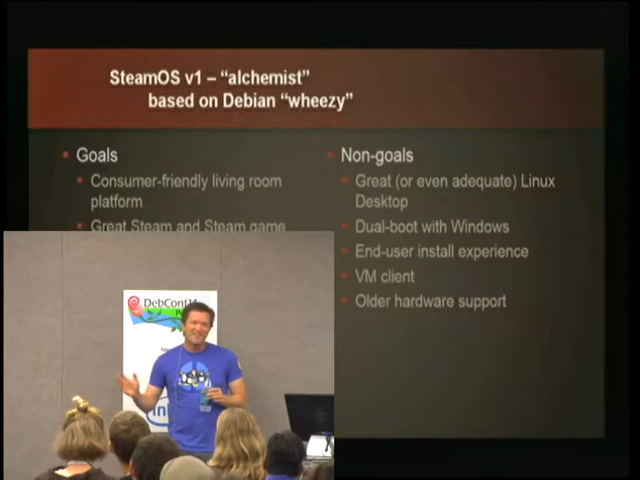 SteamOS v1 – “alchemist”
based on Debian “wheezy”
Goals
Consumer-friendly living room
platform
Great Steam and Steam game
Non-goals
Great (or even adequate) Linux
Desktop
Dual-boot with Windows
End-user install experience
VM client
Older hardware support
DebConf14